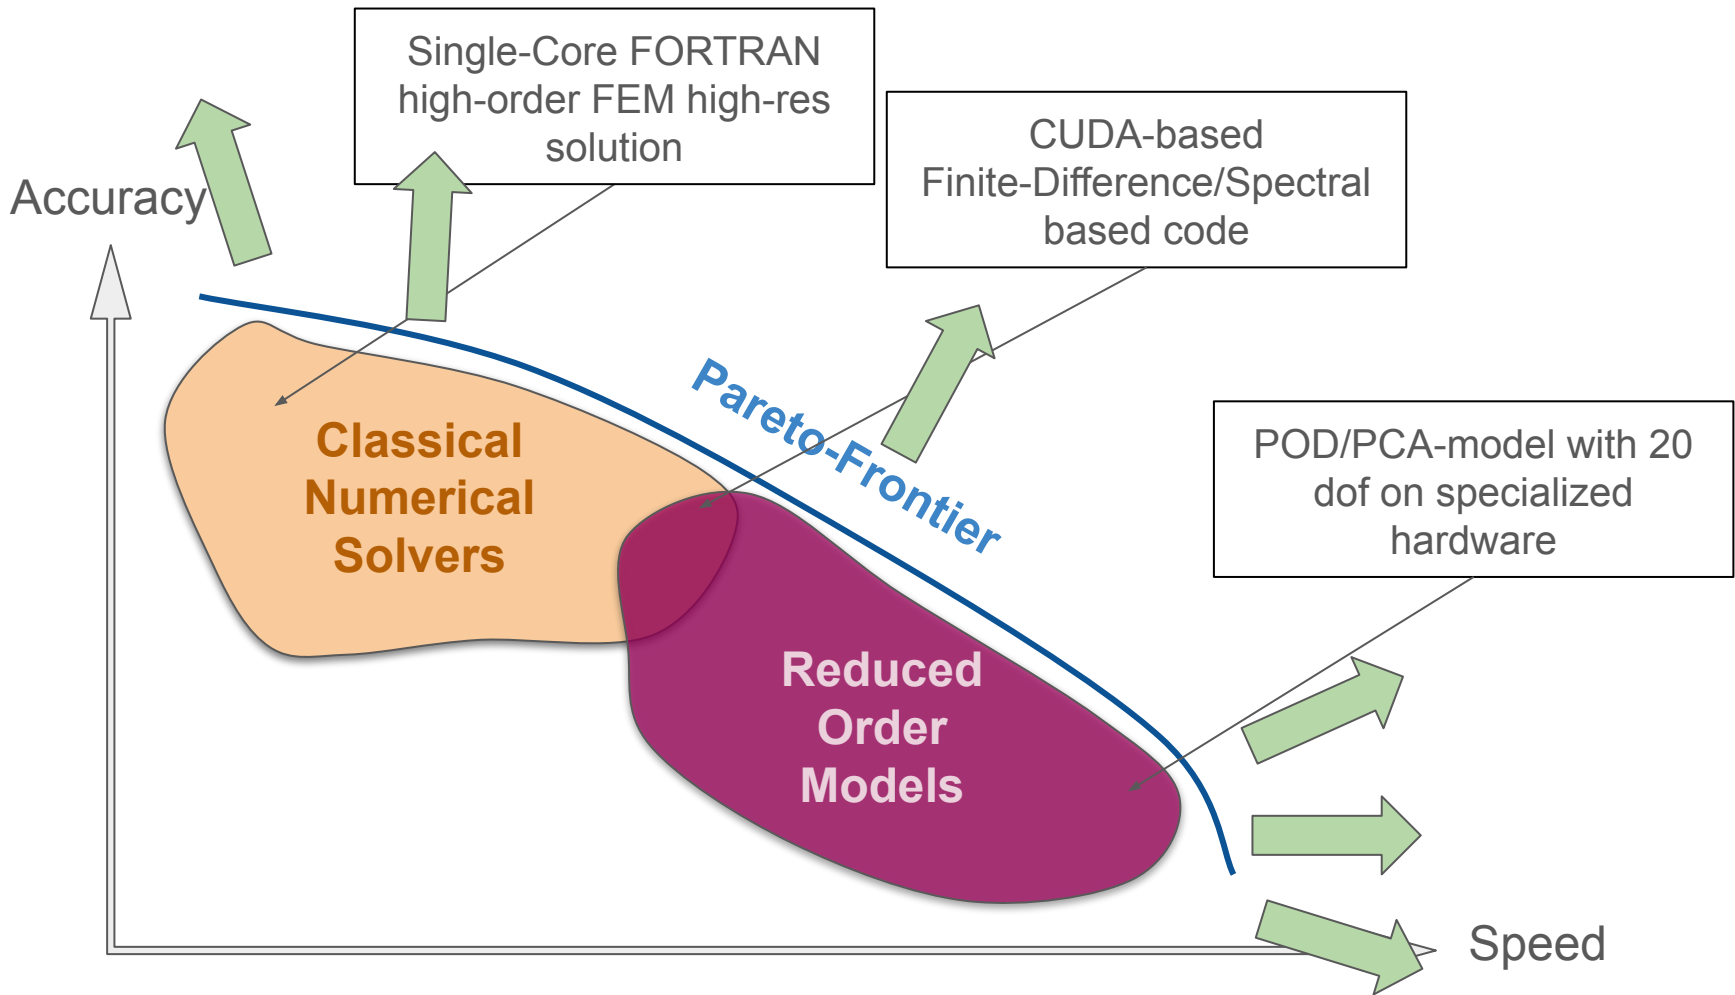 Single-Core FORTRAN
high-order FEM high-res
solution
CUDA-based
Finite-Difference/Spectral
based code
Accuracy
Pareto-Frontier
POD/PCA-model with 20
dof on specialized
hardware
Classical
Numerical
Solvers
Reduced
Order
Models
Speed